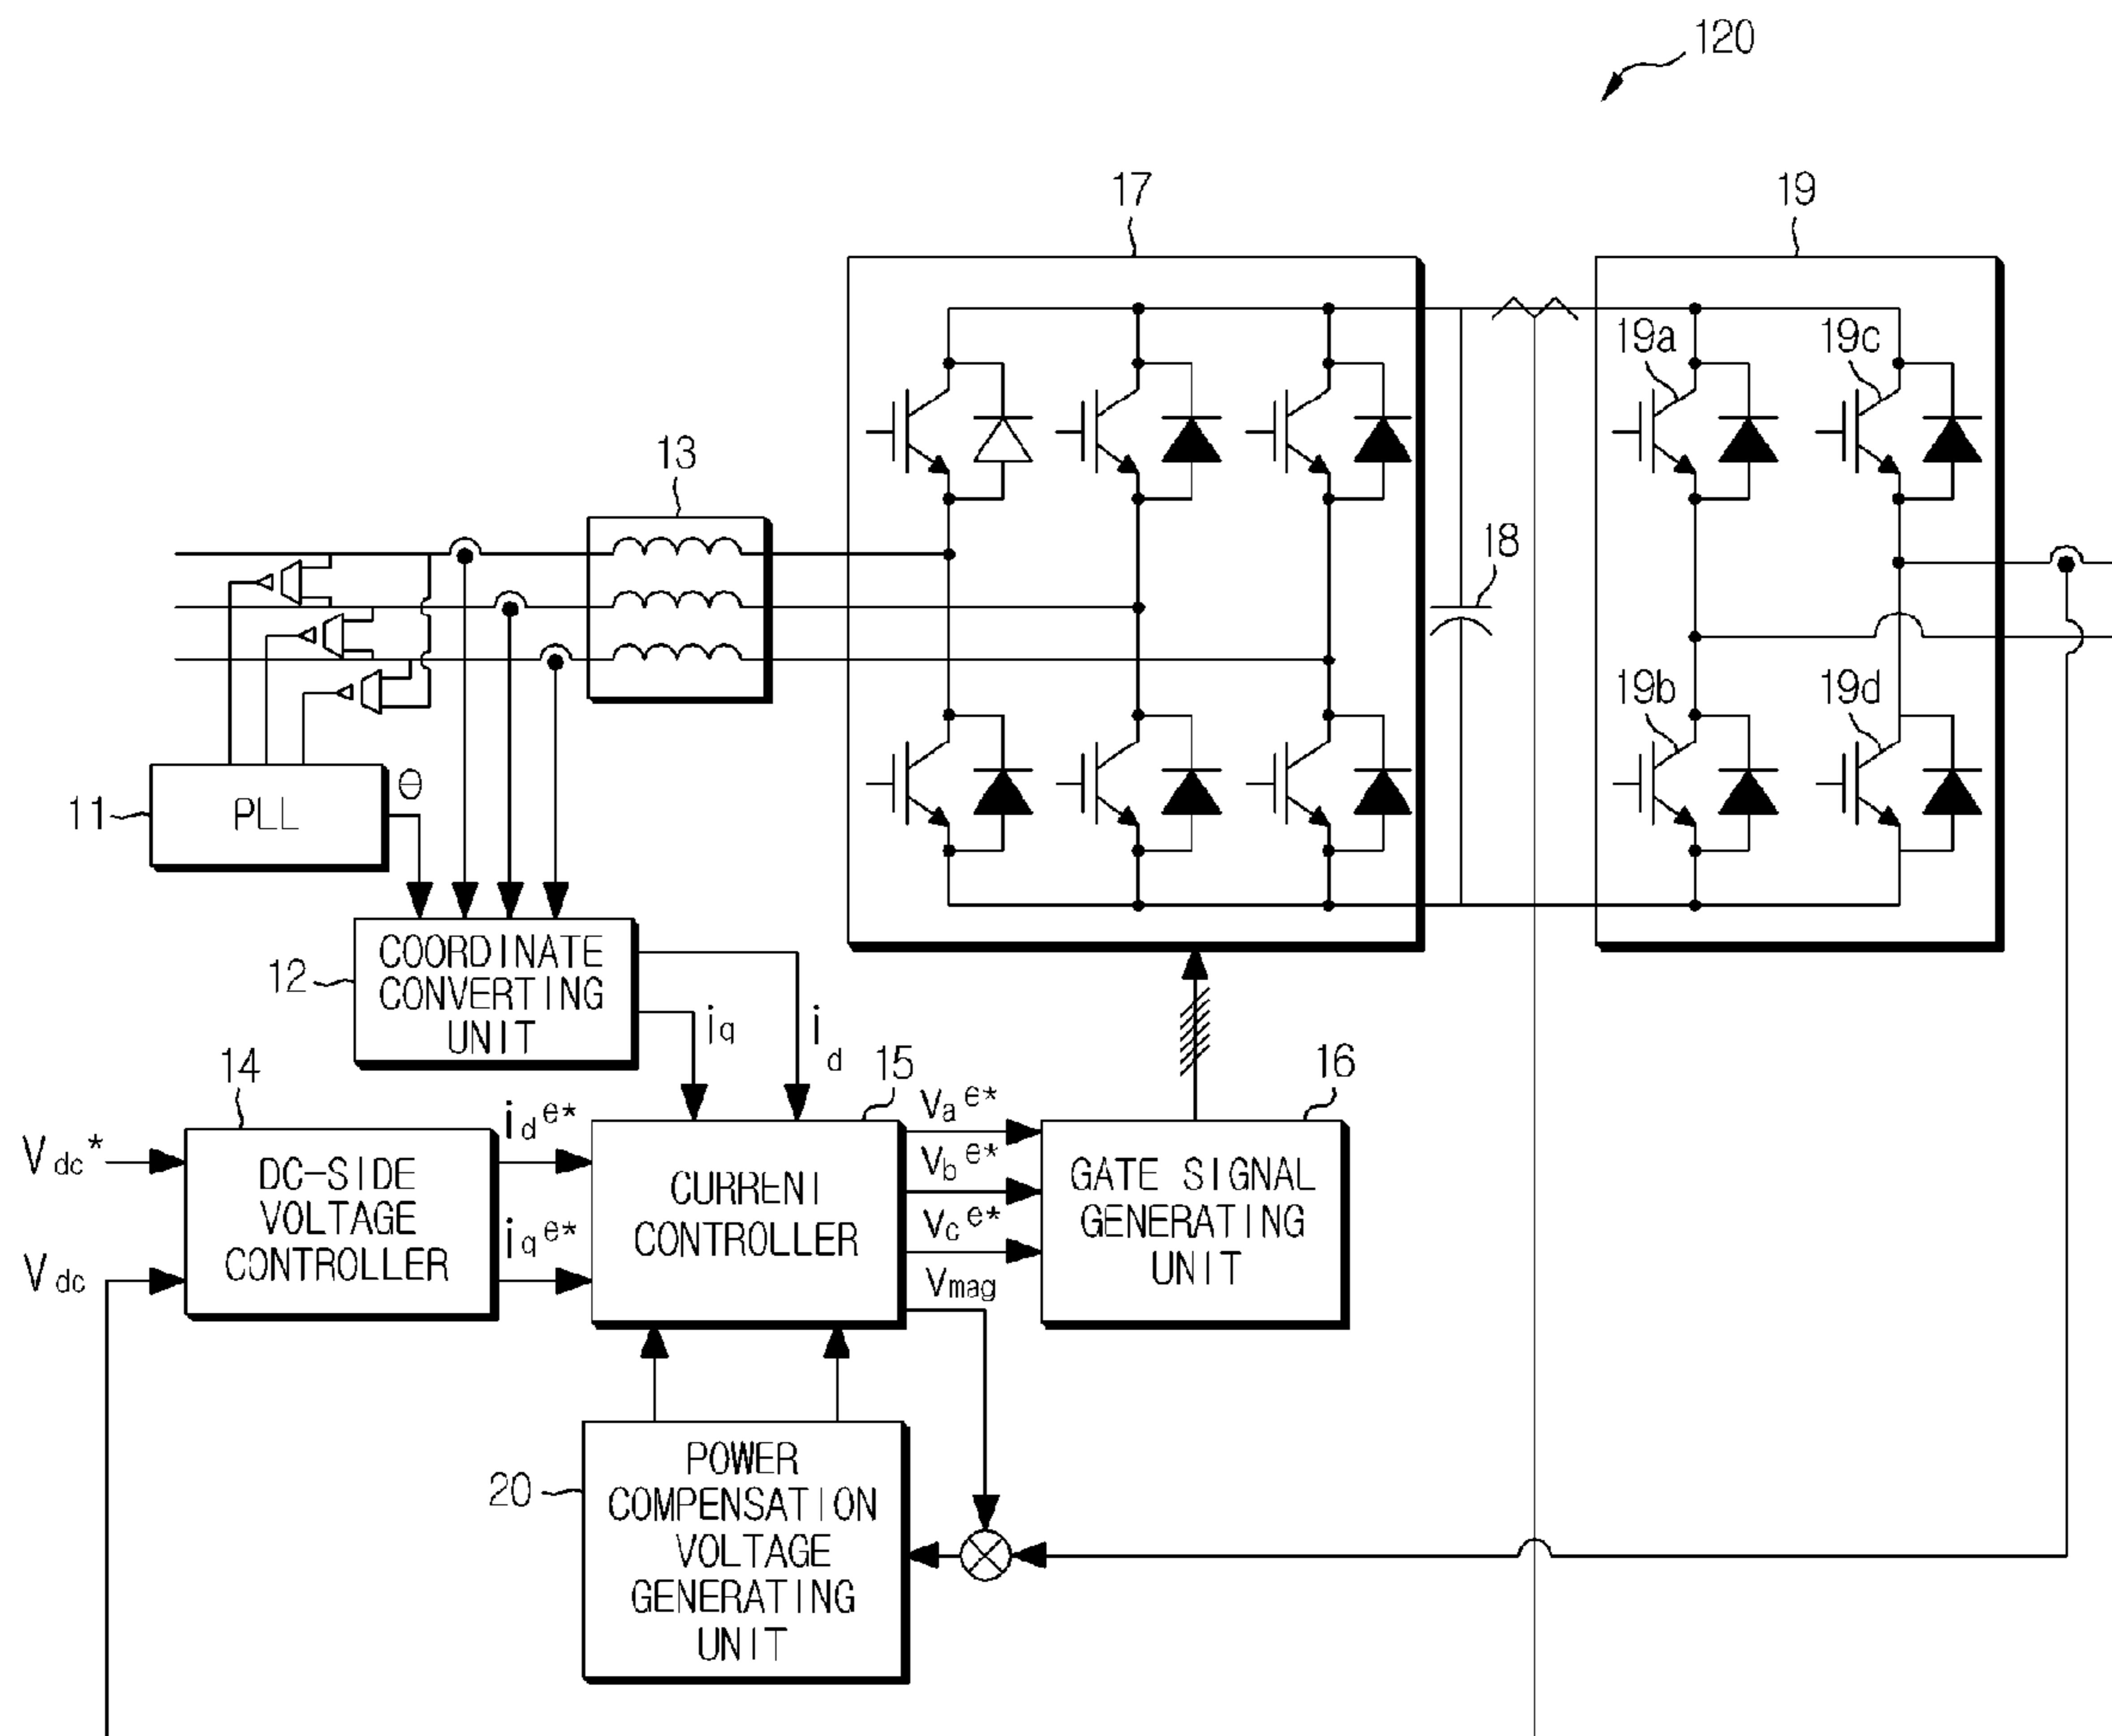 120
17
19
19a
19c
13
18
19b
19d
11
PLL
θ
12
COORDINATE
CONVERTING
UNIT
iq
id
14
15
16
Vdc*
Vdc
DC-SIDE
VOLTAGE
CONTROLLER
id e*
iq e*
CURRENI
CONTROLLER
Va e*
Vb e*
Vc e*
Vmag
GATE SIGNAL
GENERATING
UNIT
20
POWER
COMPENSATION
VOLTAGE
GENERATING
UNIT